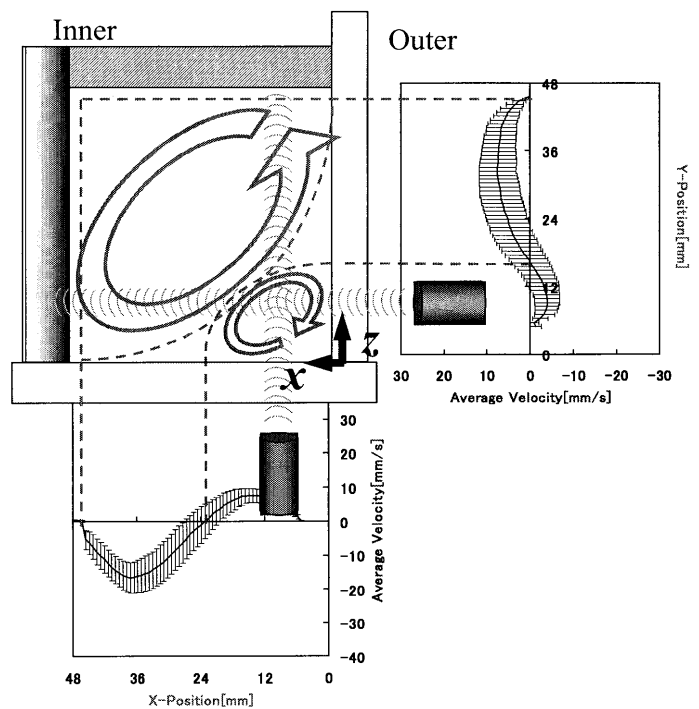 Inner
Outer
48
36
24
12
0
Y-Position[mm]
z
x
30 20 10 0 -10 -20 -30
Average Velocity[mm/s]
30
20
10
0
-10
-20
-30
-40
Average Velocity[mm/s]
48 36 24 12 0
X-Position[mm]